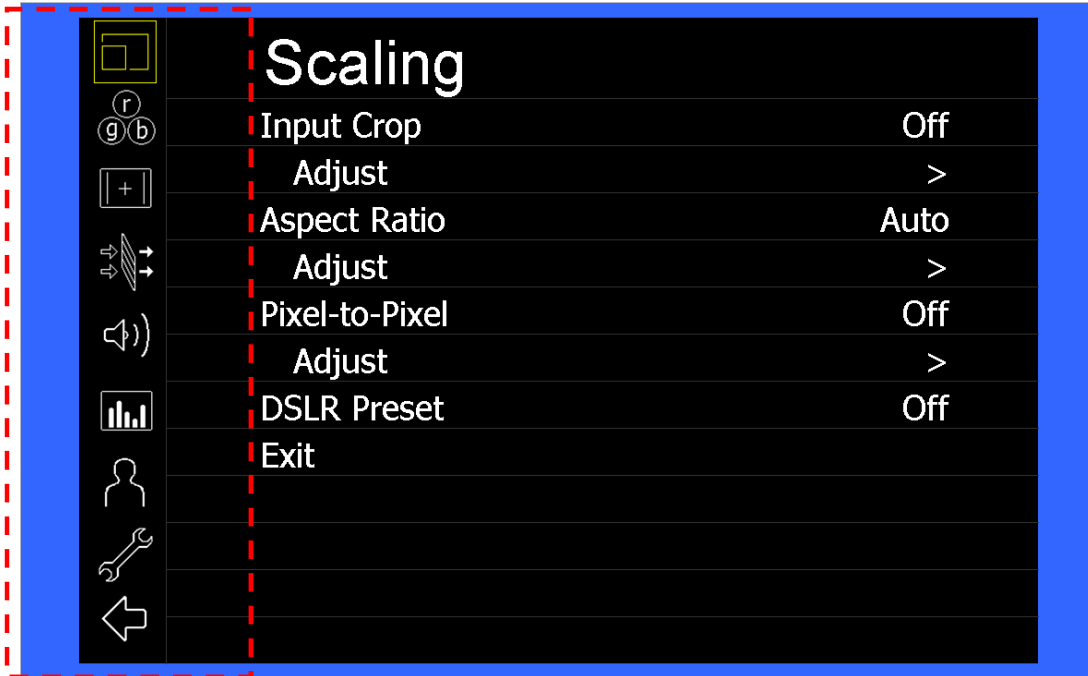 Scaling
r
g b
Input Crop Off
Adjust >
Aspect Ratio Auto
Adjust >
Pixel-to-Pixel Off
Adjust >
DSLR Preset Off
Exit